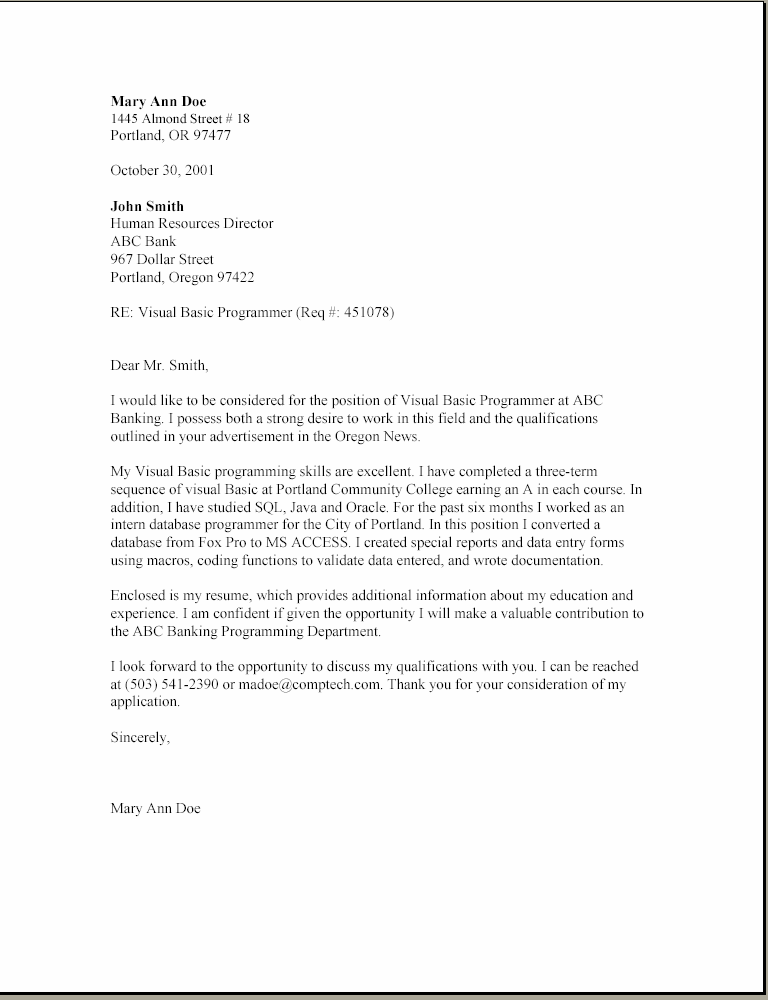 Mary Ann Doe
1445 Almond Street # 18
Portland, OR 97477
October 30, 2001
John Smith
Human Resources Director
ABC Bank
967 Dollar Street
Portland, Oregon 97422
RE: Visual Basic Programmer (Req #: 451078)
Dear Mr. Smith,
I would like to be considered for the position of Visual Basic Programmer at ABC
Banking. I possess both a strong desire to work in this field and the qualifications
outlined in your advertisement in the Oregon News.
My Visual Basic programming skills are excellent. I have completed a three-term
sequence of visual Basic at Portland Community College earning an A in each course. In
addition, I have studied SQL, Java and Oracle. For the past six months I worked as an
intern database programmer for the City of Portland. In this position I converted a
database from Fox Pro to MS ACCESS. I created special reports and data entry forms
using macros, coding functions to validate data entered, and wrote documentation.
Enclosed is my resume, which provides additional information about my education and
experience. I am confident if given the opportunity I will make a valuable contribution to
the ABC Banking Programming Department.
I look forward to the opportunity to discuss my qualifications with you. I can be reached
at (503) 541-2390 or madoe@comptech.com. Thank you for your consideration of my
application.
Sincerely,
Mary Ann Doe